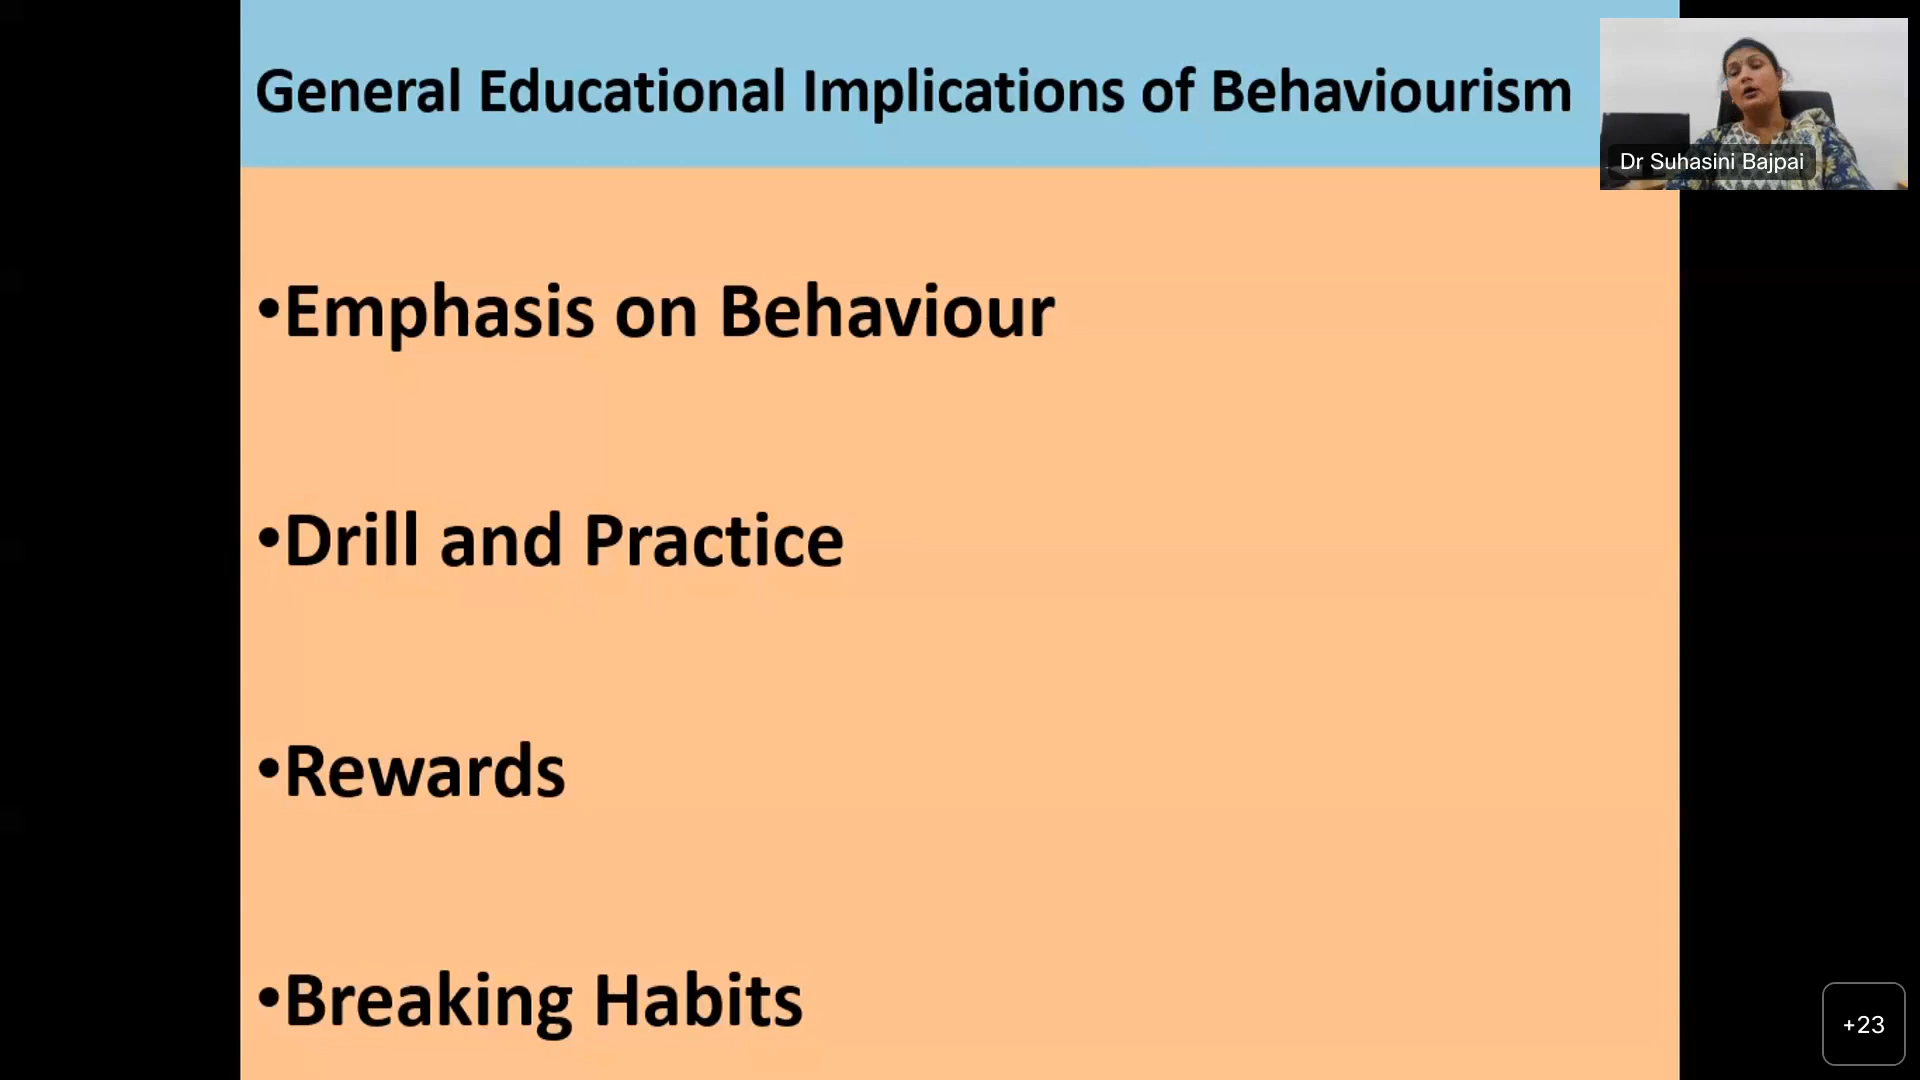 General Educational Implications of Behaviourism
Dr Suhasini Bajpai
•Emphasis on Behaviour
•Drill and Practice
•Rewards
•Breaking Habits
+23